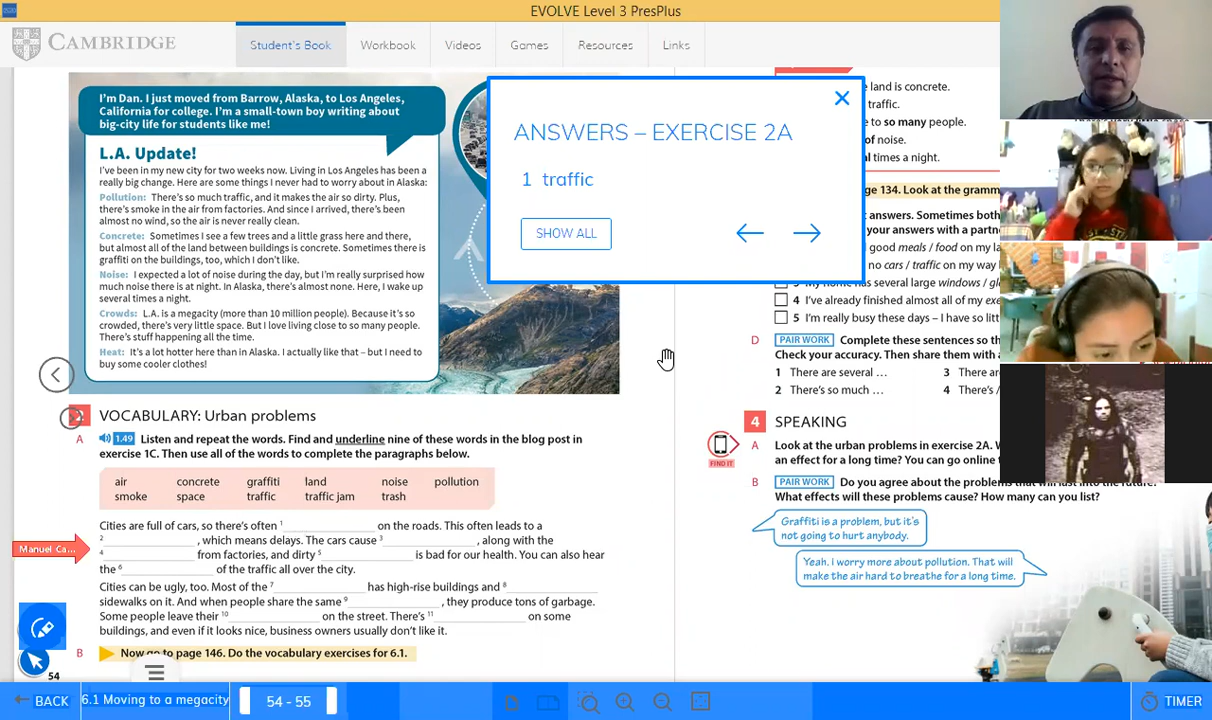 EVOLVE Level 3 PresPlus
CAMBRIDGE
Student's Book
Workbook
Videos
Games
Resources
Links
I'm Dan. I just moved from Barrow, Alaska, to Los Angeles,
California for college. I'm a small-town boy writing about
big-city life for students like me!
L.A. Update!
I've been in my new city for two weeks now. Living in Los Angeles has been a
really big change. Here are some things I never had to worry about in Alaska:
Pollution: There's so much traffic, and it makes the air so dirty. Plus,
there's smoke in the air from factories. And since I arrived, there's been
almost no wind, so the air is never really clean.
Concrete: Sometimes I see a few trees and a little grass here and there,
but almost all of the land between buildings is concrete. Sometimes there is
graffiti on the buildings, too, which I don't like.
Noise: I expected a lot of noise during the day, but I'm really surprised how
much noise there is at night. In Alaska, there's almost none. Here, I wake up
several times a night.
Crowds: L.A. is a megacity (more than 10 million people). Because it's so
crowded, there's very little space. But I love living close to so many people.
There's stuff happening all the time.
Heat: It's a lot hotter here than in Alaska. I actually like that – but I need to
buy some cooler clothes!
2 VOCABULARY: Urban problems
A 1.49 Listen and repeat the words. Find and underline nine of these words in the blog post in
exercise 1C. Then use all of the words to complete the paragraphs below.
air concrete graffiti land noise pollution
smoke space traffic traffic jam trash
Cities are full of cars, so there's often 1 on the roads. This often leads to a
2 , which means delays. The cars cause 3 , along with the
4 from factories, and dirty 5 is bad for our health. You can also hear
the 6 of the traffic all over the city.
Cities can be ugly, too. Most of the 7 has high-rise buildings and 8
sidewalks on it. And when people share the same 9 , they produce tons of garbage.
Some people leave their 10 on the street. There's 11 on some
buildings, and even if it looks nice, business owners usually don't like it.
B Now go to page 146. Do the vocabulary exercises for 6.1.
54
Manuel Ca...
ANSWERS – EXERCISE 2A
1 traffic
SHOW ALL
land is concrete.
traffic.
to so many people.
of noise.
times a night.
page 134. Look at the gramm
answers. Sometimes both
your answers with a partn
good meals / food on my la
no cars / traffic on my way
3 My home has several large windows / gl
4 I've already finished almost all of my exe
5 I'm really busy these days – I have so litt
D PAIR WORK Complete these sentences so th
Check your accuracy. Then share them with a
1 There are several … 3 There ar
2 There's so much … 4 There's /
4 SPEAKING
FIND IT
A Look at the urban problems in exercise 2A. W
an effect for a long time? You can go online t
B PAIR WORK Do you agree about the problems that will last into the future?
What effects will these problems cause? How many can you list?
Graffiti is a problem, but it's
not going to hurt anybody.
Yeah. I worry more about pollution. That will
make the air hard to breathe for a long time.
BACK
6.1 Moving to a megacity
54 - 55
TIMER